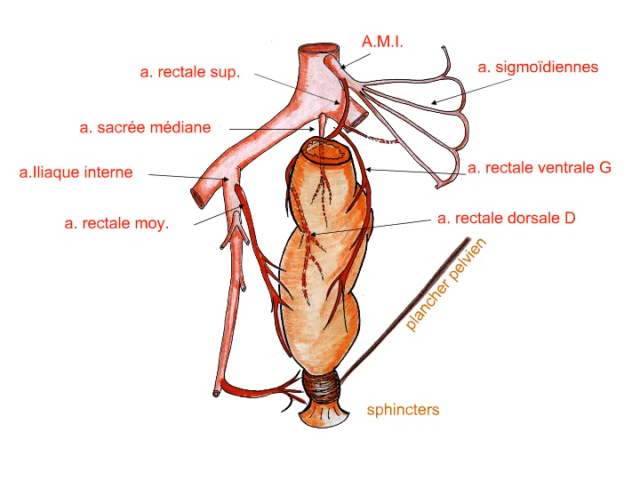 A.M.I.
a. rectale sup.
a. sigmoïdiennes
a. sacrée médiane
a.Iliaque interne
a. rectale ventrale G
a. rectale moy.
a. rectale dorsale D
plancher pelvien
sphincters